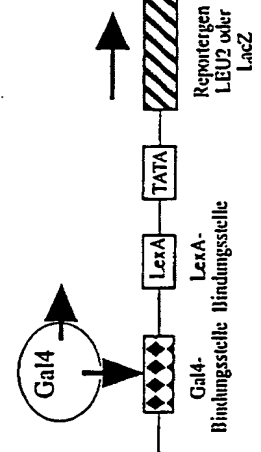 Gal4
LexA
TATA
Gal4-
Bindungsstelle
LexA-
Bindungsstelle
Reportergen
LEU2 oder
LacZ